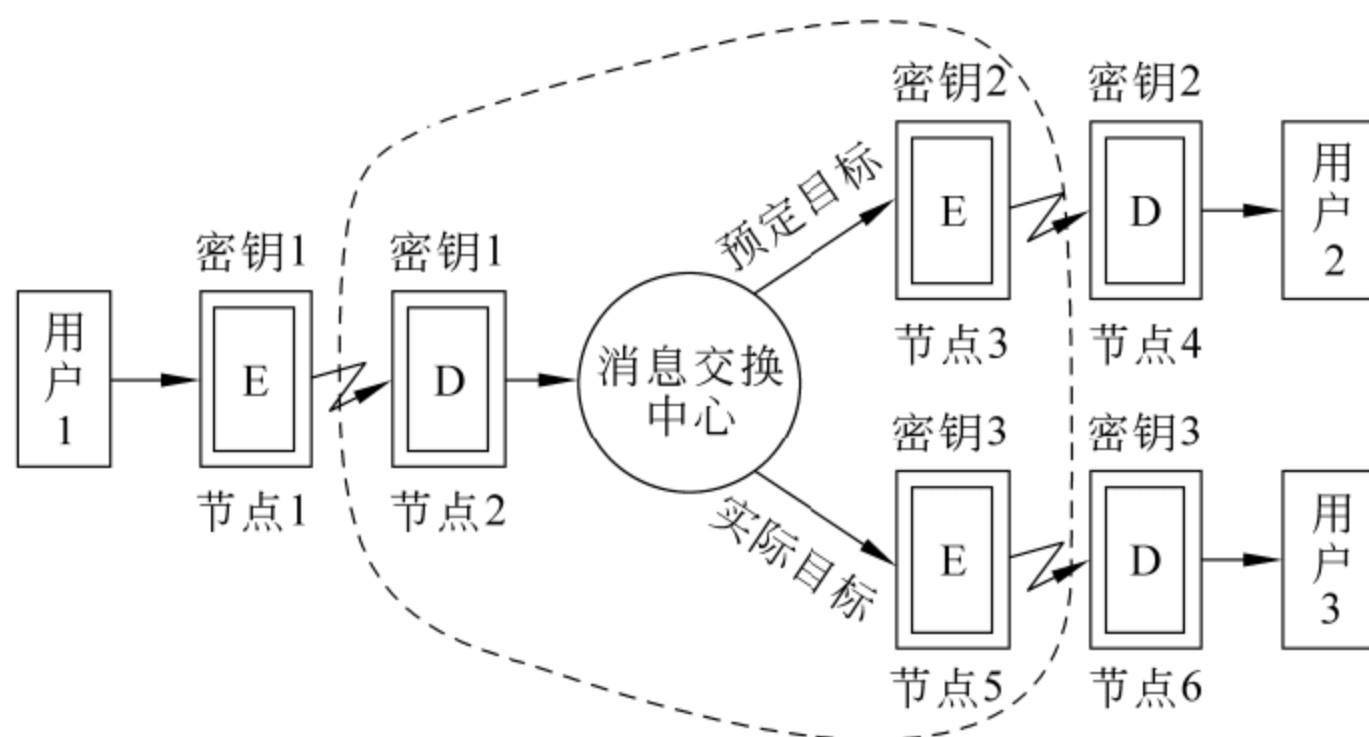 密钥2
密钥2
预定目标
E
D
用户2
节点3
节点4
密钥1
密钥1
用户1
E
D
消息交换
中心
节点1
节点2
密钥3
密钥3
实际目标
E
D
用户3
节点5
节点6